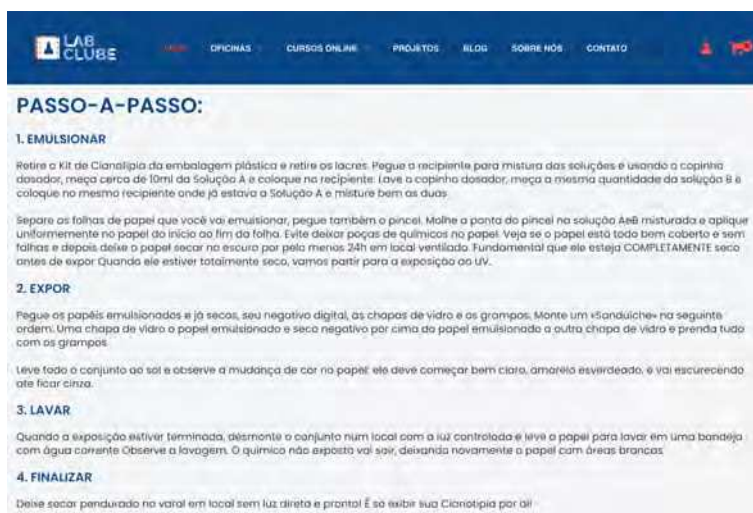 LAB
CLUBE
OFICINAS
CURSOS ONLINE
PROJETOS
BLOG
SOBRE NÓS
CONTATO
PASSO-A-PASSO:
1. EMULSIONAR
Retire o Kit de Cianotipia da embalagem plástica e retire os lacres. Pegue o recipiente para mistura das soluções e usando o copinho
dosador, meça cerca de 10ml da Solução A e coloque no recipiente. Lave o copinho dosador, meça a mesma quantidade da solução B e
coloque no mesmo recipiente onde já estava a Solução A e misture bem as duas
Separe as folhas de papel que você vai emulsionar, pegue também o pincel. Molhe a ponta do pincel na solução AeB misturada e aplique
uniformemente no papel do início ao fim da folha. Evite deixar poças de químicos no papel. Veja se o papel está todo bem coberto e sem
falhas e depois deixe o papel secar no escuro por pelo menos 24h em local ventilado. Fundamental que ele esteja COMPLETAMENTE seco
antes de expor Quando ele estiver totalmente seco, vamos partir para a exposição ao UV.
2. EXPOR
Pegue os papéis emulsionados e já secos, seu negativo digital, as chapas de vidro e os grampos. Monte um «Sanduiche» na seguinte
ordem: Uma chapa de vidro o papel emulsionado e seco negativo por cima do papel emulsionado a outra chapa de vidro e prenda tudo
com os grampos
Leve todo o conjunto ao sol e observe a mudança de cor no papel: ele deve começar bem claro, amarelo esverdeado, e vai escurecendo
ate ficar cinza.
3. LAVAR
Quando a exposição estiver terminada, desmonte o conjunto num local com a luz controlada e leve o papel para lavar em uma bandeja
com água corrente Observe a lavagem. O químico não exposto vai sair, deixando novamente o papel com áreas brancas
4. FINALIZAR
Deixe secar pendurado no varal em local sem luz direta e pronto! É só exibir sua Cianotipia por aí!